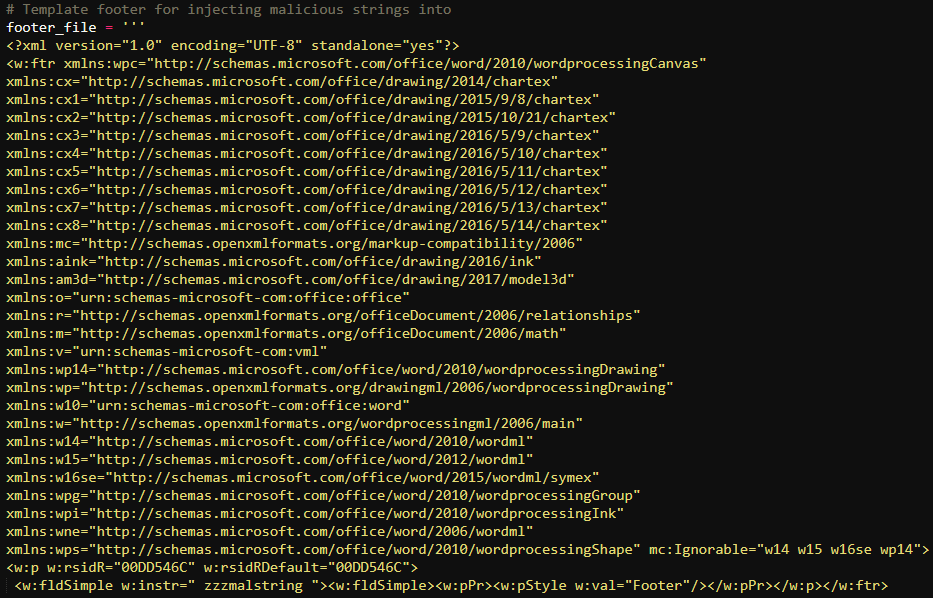 # Template footer for injecting malicious strings into
footer_file = '''
<?xml version="1.0" encoding="UTF-8" standalone="yes"?>
<w:ftr xmlns:wpc="http://schemas.microsoft.com/office/word/2010/wordprocessingCanvas"
xmlns:cx="http://schemas.microsoft.com/office/drawing/2014/chartex"
xmlns:cx1="http://schemas.microsoft.com/office/drawing/2015/9/8/chartex"
xmlns:cx2="http://schemas.microsoft.com/office/drawing/2015/10/21/chartex"
xmlns:cx3="http://schemas.microsoft.com/office/drawing/2016/5/9/chartex"
xmlns:cx4="http://schemas.microsoft.com/office/drawing/2016/5/10/chartex"
xmlns:cx5="http://schemas.microsoft.com/office/drawing/2016/5/11/chartex"
xmlns:cx6="http://schemas.microsoft.com/office/drawing/2016/5/12/chartex"
xmlns:cx7="http://schemas.microsoft.com/office/drawing/2016/5/13/chartex"
xmlns:cx8="http://schemas.microsoft.com/office/drawing/2016/5/14/chartex"
xmlns:mc="http://schemas.openxmlformats.org/markup-compatibility/2006"
xmlns:aink="http://schemas.microsoft.com/office/drawing/2016/ink"
xmlns:am3d="http://schemas.microsoft.com/office/drawing/2017/model3d"
xmlns:o="urn:schemas-microsoft-com:office:office"
xmlns:r="http://schemas.openxmlformats.org/officeDocument/2006/relationships"
xmlns:m="http://schemas.openxmlformats.org/officeDocument/2006/math"
xmlns:v="urn:schemas-microsoft-com:vml"
xmlns:wp14="http://schemas.microsoft.com/office/word/2010/wordprocessingDrawing"
xmlns:wp="http://schemas.openxmlformats.org/drawingml/2006/wordprocessingDrawing"
xmlns:w10="urn:schemas-microsoft-com:office:word"
xmlns:w="http://schemas.openxmlformats.org/wordprocessingml/2006/main"
xmlns:w14="http://schemas.microsoft.com/office/word/2010/wordml"
xmlns:w15="http://schemas.microsoft.com/office/word/2012/wordml"
xmlns:w16se="http://schemas.microsoft.com/office/word/2015/wordml/symex"
xmlns:wpg="http://schemas.microsoft.com/office/word/2010/wordprocessingGroup"
xmlns:wpi="http://schemas.microsoft.com/office/word/2010/wordprocessingInk"
xmlns:wne="http://schemas.microsoft.com/office/word/2006/wordml"
xmlns:wps="http://schemas.microsoft.com/office/word/2010/wordprocessingShape" mc:Ignorable="w14 w15 w16se wp14">
<w:p w:rsidR="00DD546C" w:rsidRDefault="00DD546C">
<w:fldSimple w:instr=" zzzmalstring "><w:fldSimple><w:pPr><w:pStyle w:val="Footer"/></w:pPr></w:p></w:ftr>